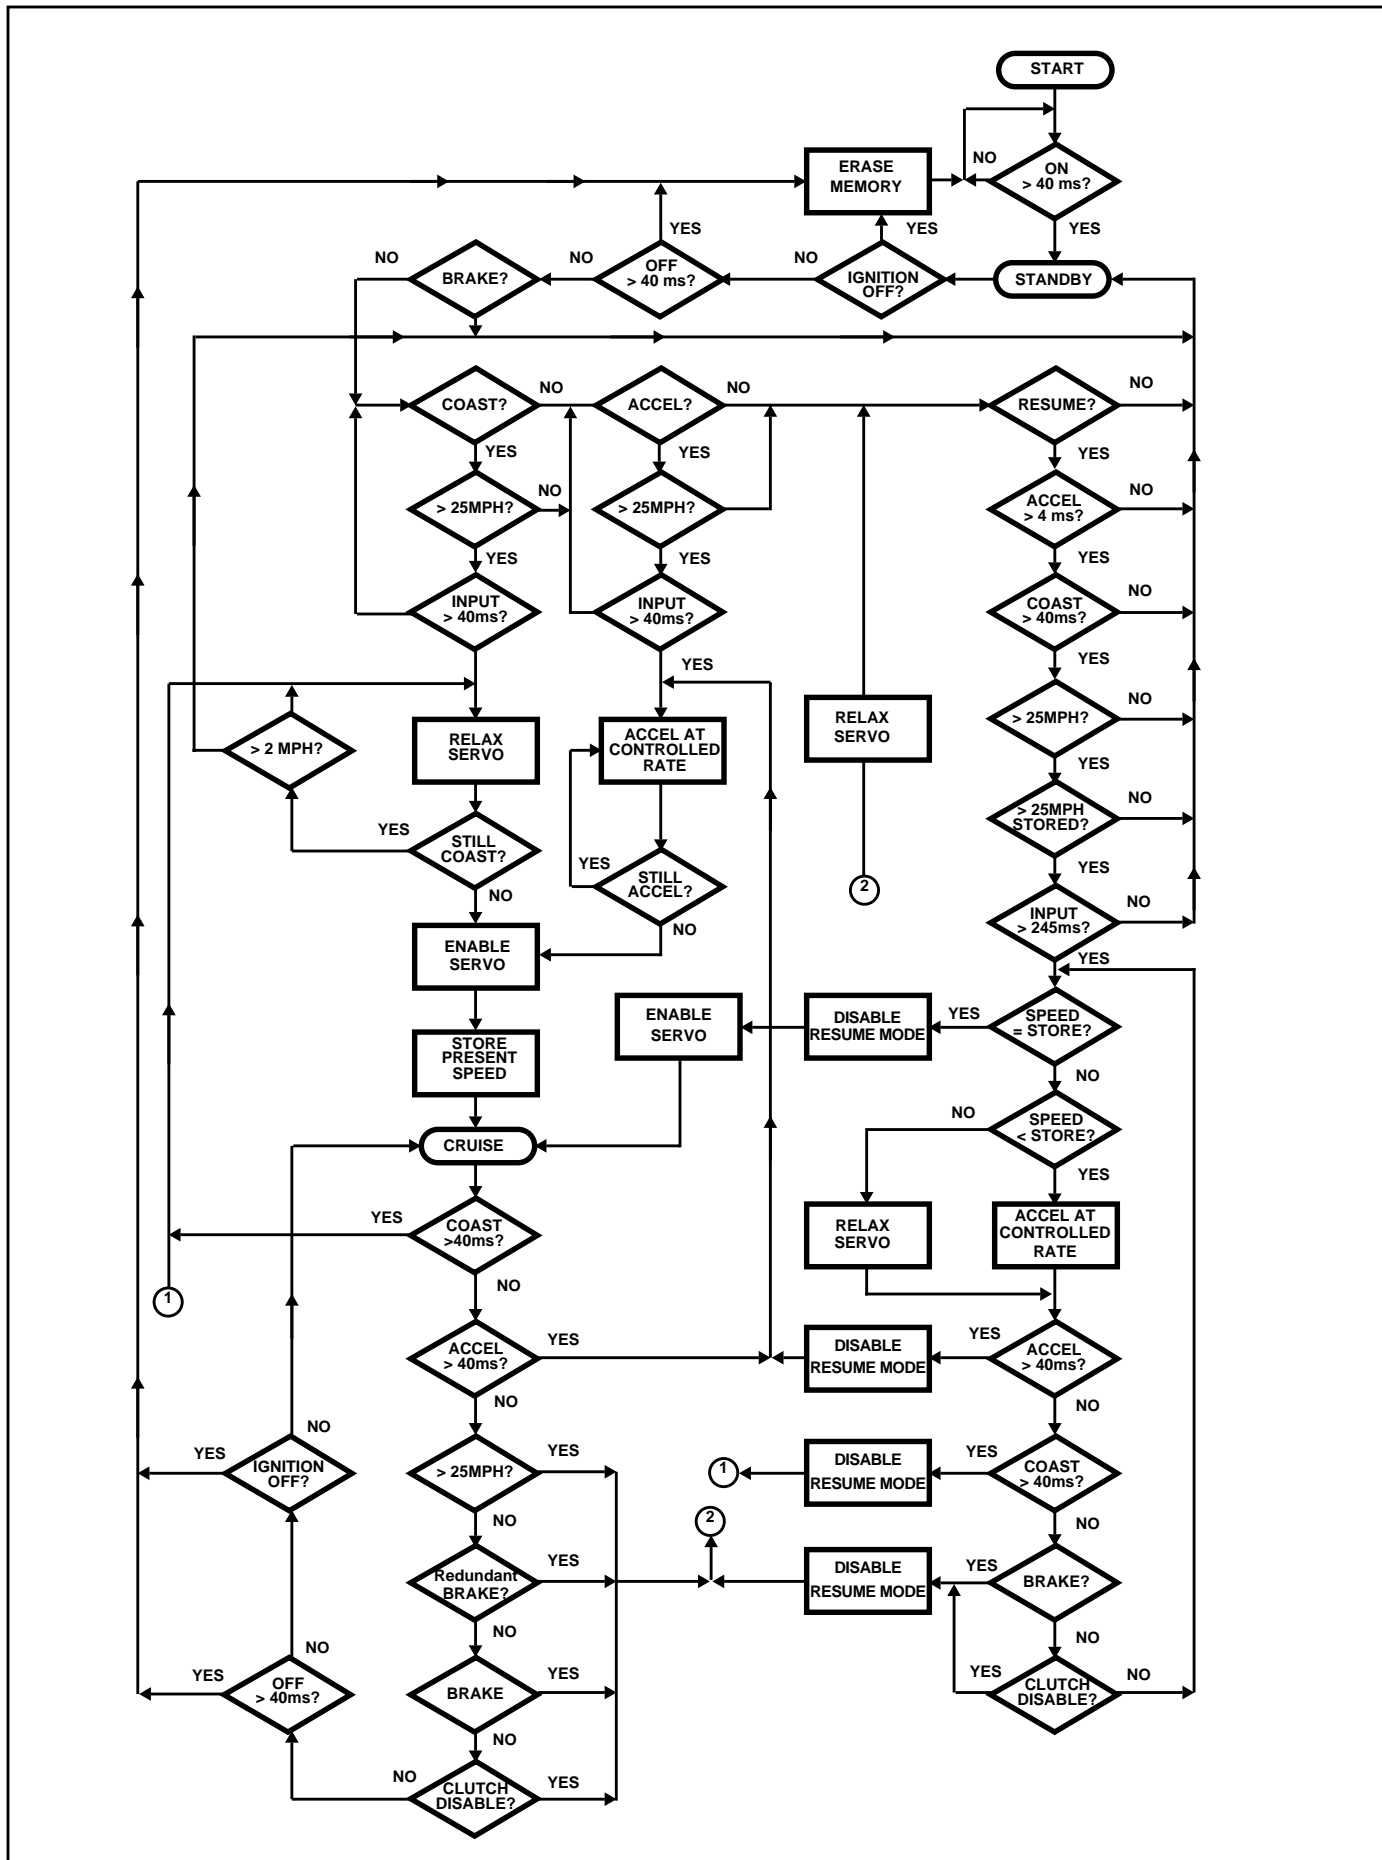 START
ERASE
MEMORY
NO
ON
> 40 ms?
YES
YES
YES
NO
BRAKE?
OFF
> 40 ms?
NO
IGNITION
OFF?
STANDBY
COAST?
NO
ACCEL?
NO
RESUME?
NO
YES
YES
YES
> 25MPH?
NO
> 25MPH?
ACCEL
> 4 ms?
NO
YES
YES
YES
INPUT
> 40ms?
INPUT
> 40ms?
COAST
> 40ms?
NO
YES
YES
> 2 MPH?
RELAX
SERVO
ACCEL AT
CONTROLLED
RATE
RELAX
SERVO
> 25MPH?
NO
YES
YES
STILL
COAST?
YES
STILL
ACCEL?
> 25MPH
STORED?
NO
YES
2
NO
NO
INPUT
> 245ms?
NO
YES
ENABLE
SERVO
STORE
PRESENT
SPEED
ENABLE
SERVO
DISABLE
RESUME MODE
YES
SPEED
= STORE?
NO
CRUISE
NO
SPEED
< STORE?
YES
YES
COAST
>40ms?
RELAX
SERVO
ACCEL AT
CONTROLLED
RATE
NO
1
ACCEL
> 40ms?
YES
DISABLE
RESUME MODE
YES
ACCEL
> 40ms?
NO
NO
NO
YES
IGNITION
OFF?
> 25MPH?
YES
1
DISABLE
RESUME MODE
YES
COAST
> 40ms?
NO
NO
2
Redundant
BRAKE?
YES
DISABLE
RESUME MODE
YES
BRAKE?
NO
NO
NO
YES
OFF
> 40ms?
BRAKE
YES
YES
CLUTCH
DISABLE?
NO
NO
NO
CLUTCH
DISABLE?
YES